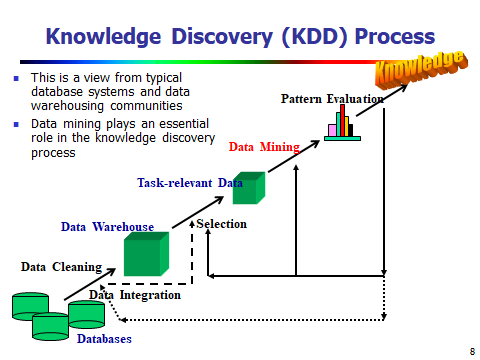 Knowledge Discovery (KDD) Process
This is a view from typical
database systems and data
warehousing communities
Data mining plays an essential
role in the knowledge discovery
process
Knowledge
Pattern Evaluation
Data Mining
Task-relevant Data
Data Warehouse
Selection
Data Cleaning
Data Integration
Databases
8